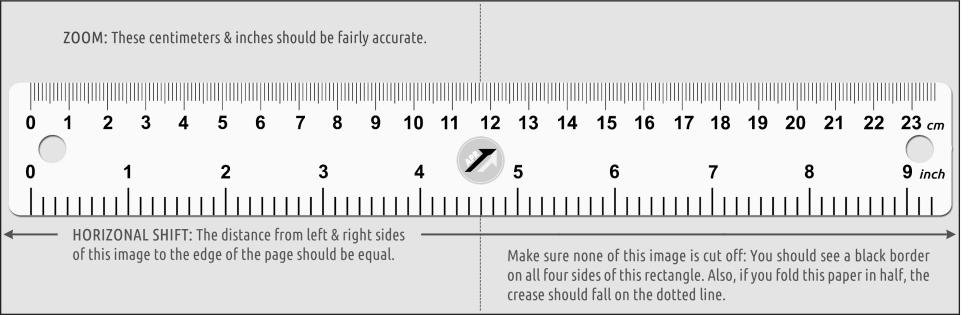 ZOOM: These centimeters & inches should be fairly accurate.
0 1 2 3 4 5 6 7 8 9 10 11 12 13 14 15 16 17 18 19 20 21 22 23 cm
0 1 2 3 4 5 6 7 8 9 inch
HORIZONAL SHIFT: The distance from left & right sides
of this image to the edge of the page should be equal.
Make sure none of this image is cut off: You should see a black border
on all four sides of this rectangle. Also, if you fold this paper in half, the
crease should fall on the dotted line.